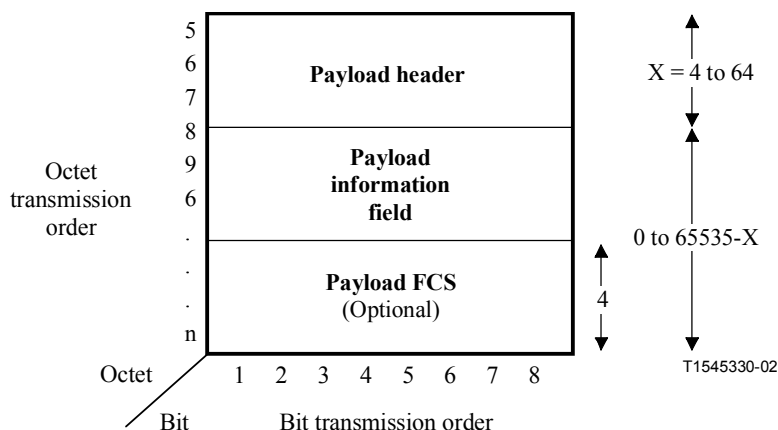 5
6
7
8
9
6
.
.
.
n
Octet
transmission
order
Payload header
Payload
information
field
Payload FCS
(Optional)
X = 4 to 64
0 to 65535-X
4
T1545330-02
Octet
1 2 3 4 5 6 7 8
Bit
Bit transmission order